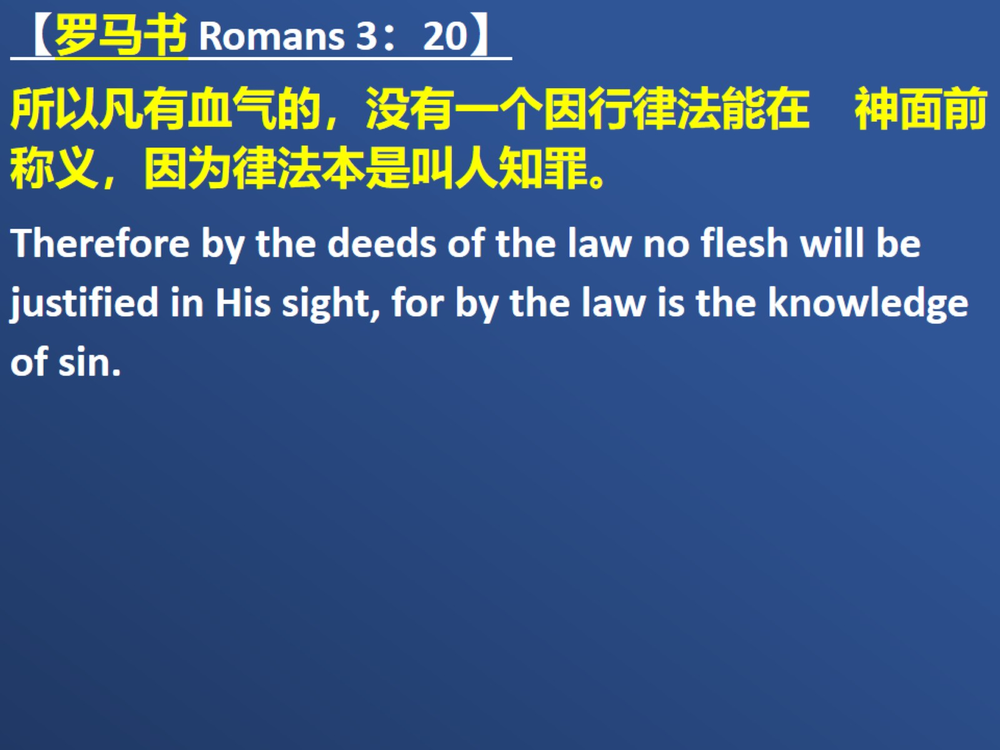 【罗马书 Romans 3：20】
所以凡有血气的，没有一个因行律法能在　神面前
称义，因为律法本是叫人知罪。
Therefore by the deeds of the law no flesh will be
justified in His sight, for by the law is the knowledge
of sin.